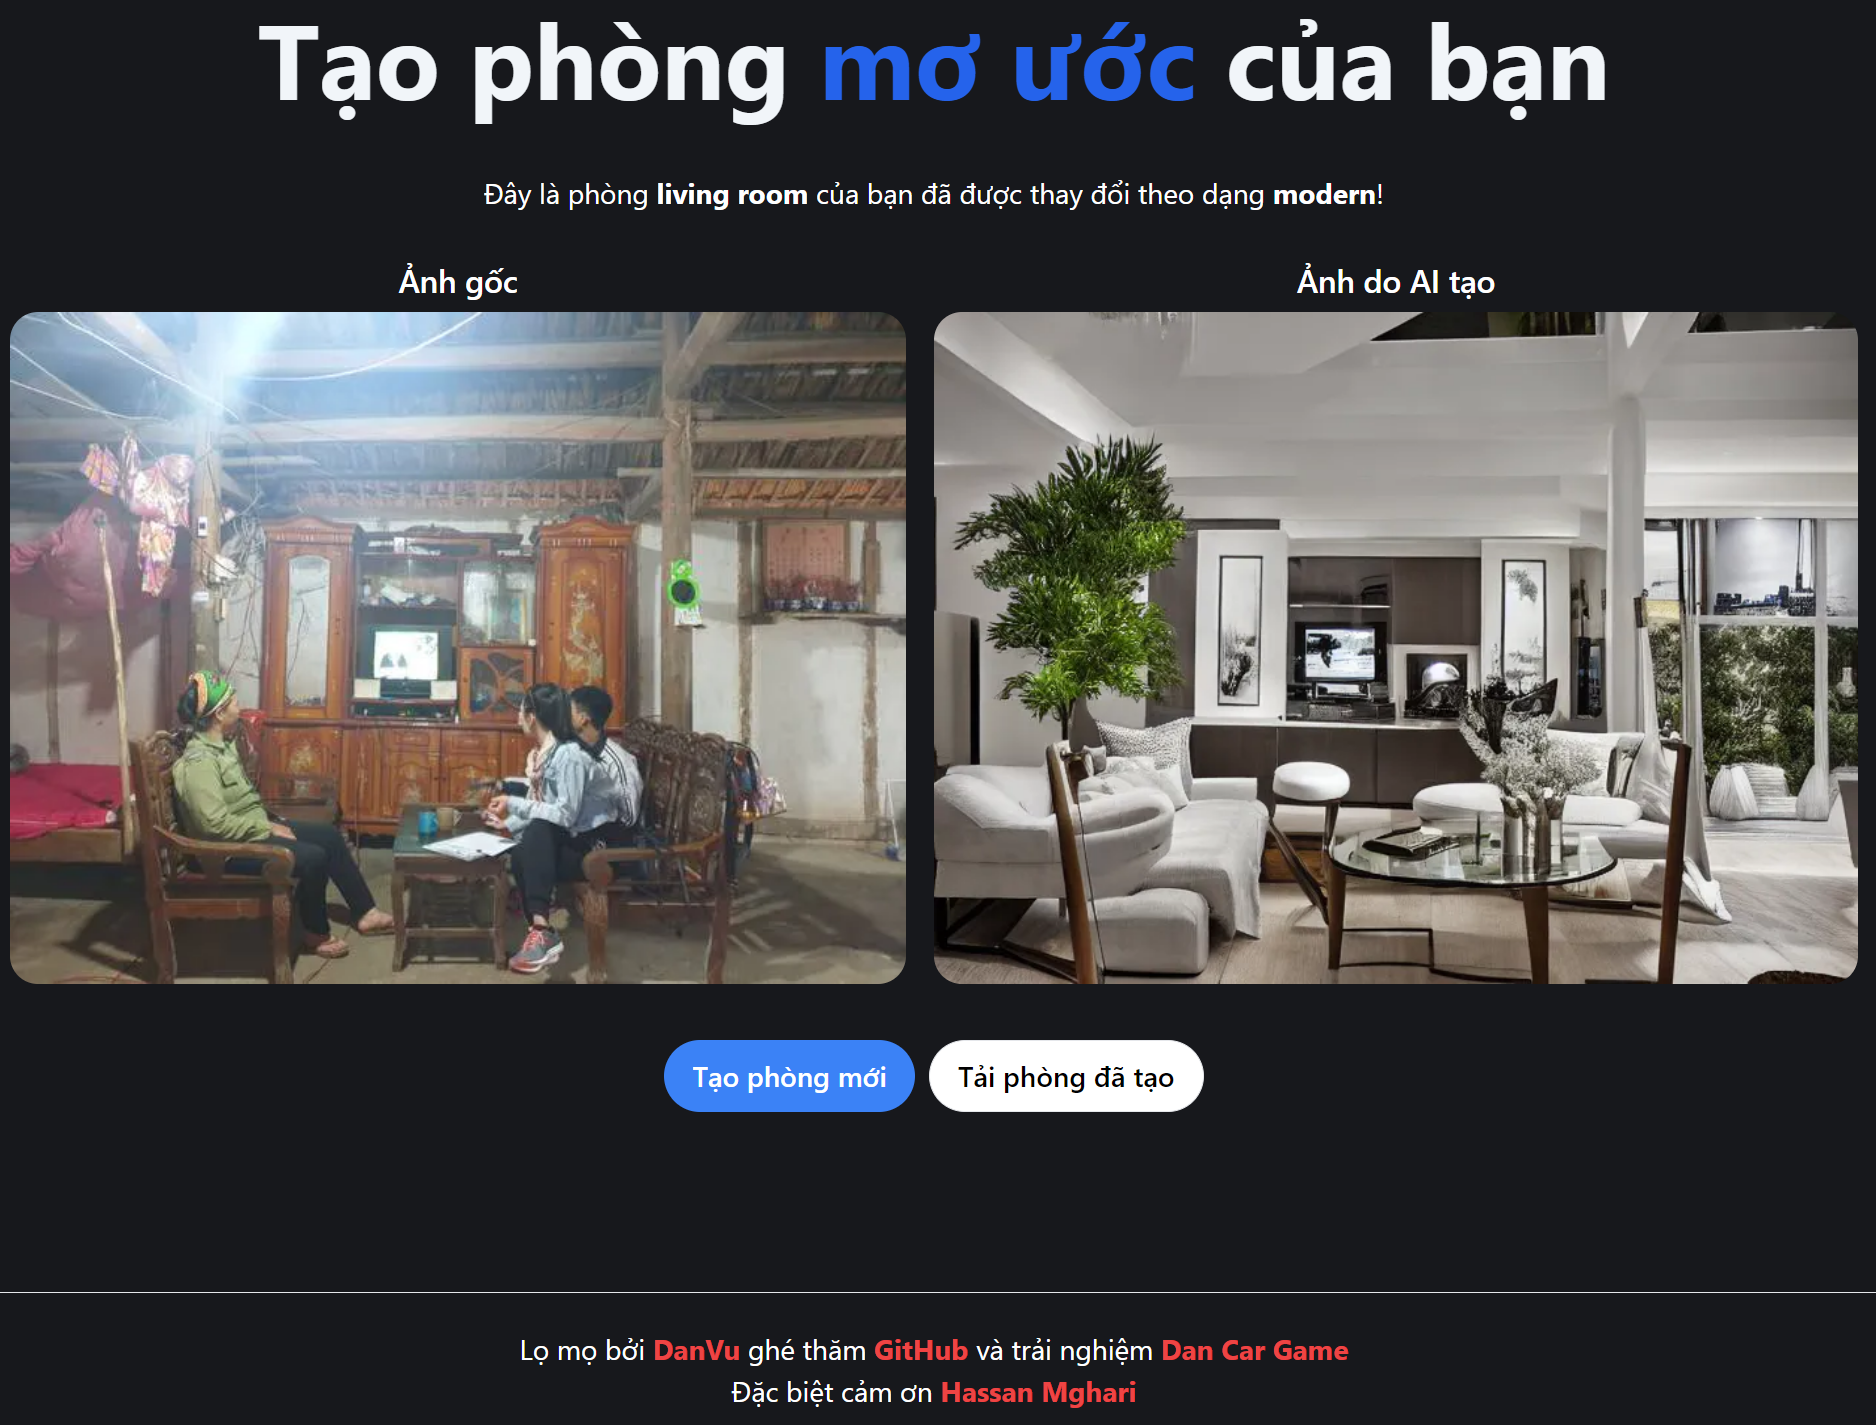 Tạo phòng mơ ước của bạn
Đây là phòng living room của bạn đã được thay đổi theo dạng modern!
Ảnh gốc
Ảnh do AI tạo
Tạo phòng mới
Tải phòng đã tạo
Lọ mọ bởi DanVu ghé thăm GitHub và trải nghiệm Dan Car Game
Đặc biệt cảm ơn Hassan Mghari